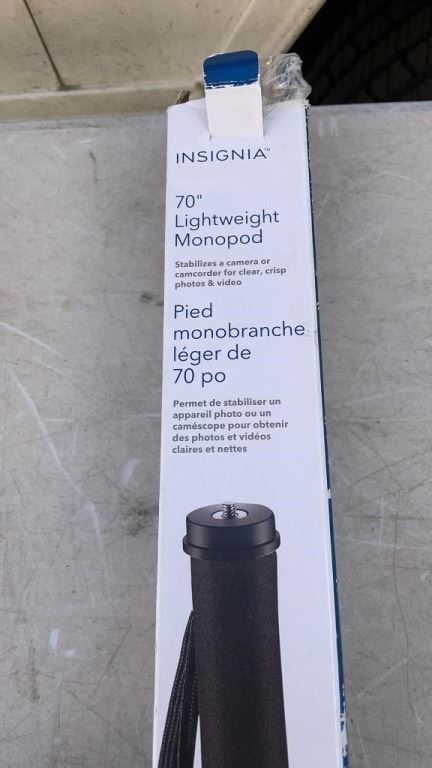 INSIGNIA™
70"
Lightweight
Monopod
Stabilizes a camera or
camcorder for clear, crisp
photos & video
Pied
monobranche
léger de
70 po
Permet de stabiliser un
appareil photo ou un
caméscope pour obtenir
des photos et vidéos
claires et nettes